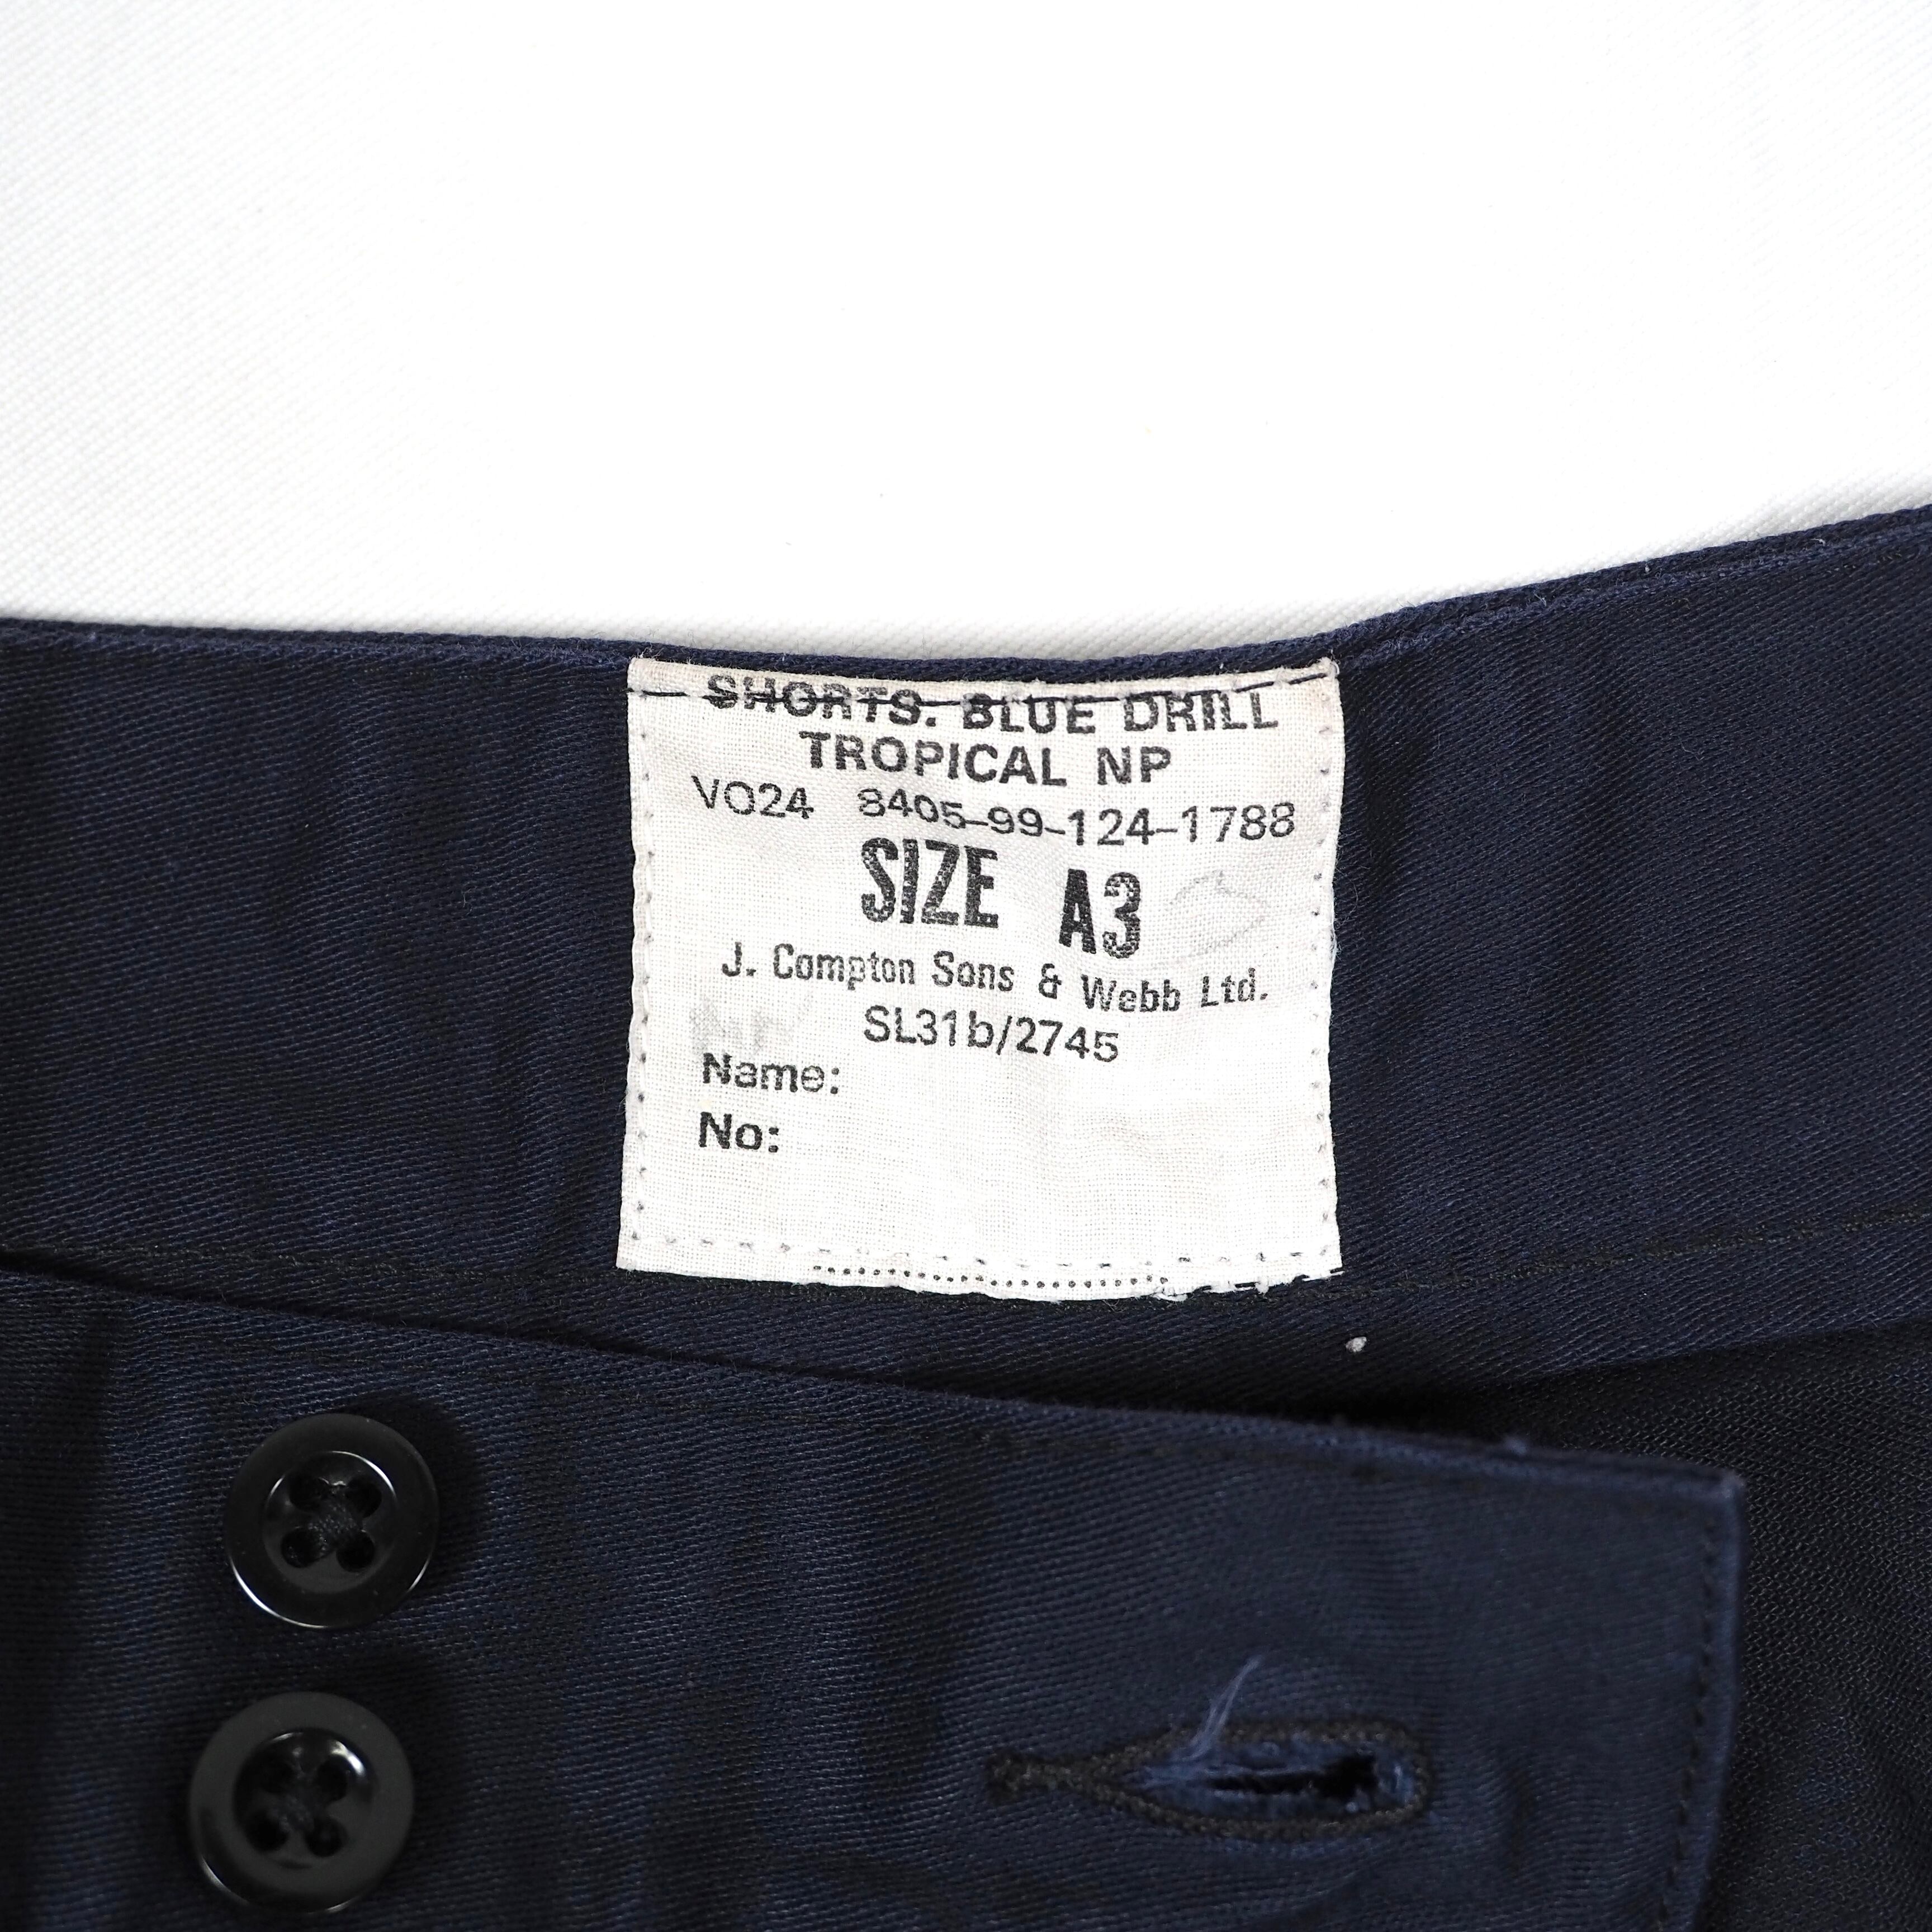 SHORTS. BLUE DRILL
TROPICAL NP
VO24 8405-99-124-1788
SIZE A3
J. Compton Sons & Webb Ltd.
SL31b/2745
Name:
No: